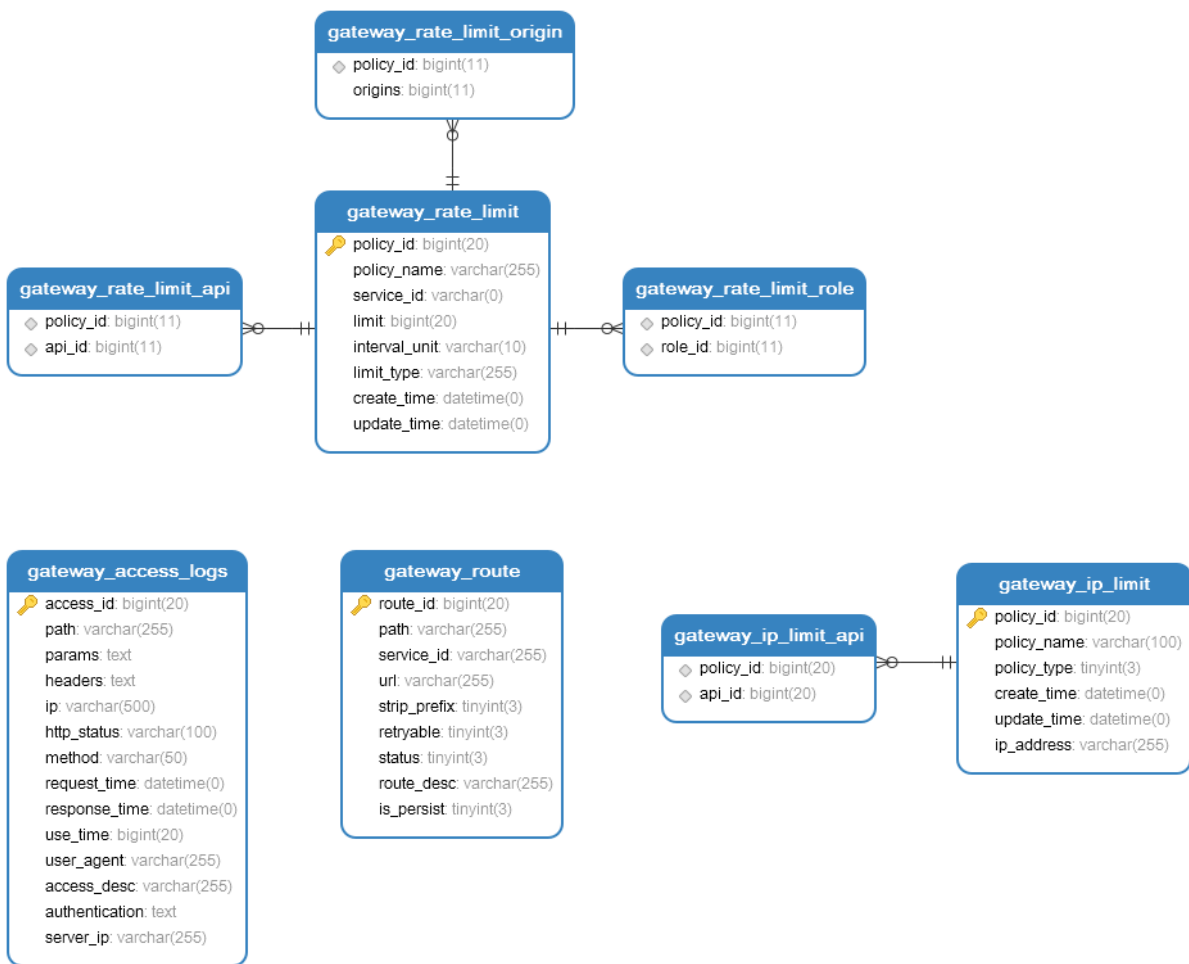 gateway_rate_limit_origin
policy_id: bigint(11)
origins: bigint(11)
gateway_rate_limit
policy_id: bigint(20)
policy_name: varchar(255)
service_id: varchar(0)
limit: bigint(20)
interval_unit: varchar(10)
limit_type: varchar(255)
create_time: datetime(0)
update_time: datetime(0)
gateway_rate_limit_api
policy_id: bigint(11)
api_id: bigint(11)
gateway_rate_limit_role
policy_id: bigint(11)
role_id: bigint(11)
gateway_access_logs
access_id: bigint(20)
path: varchar(255)
params: text
headers: text
ip: varchar(500)
http_status: varchar(100)
method: varchar(50)
request_time: datetime(0)
response_time: datetime(0)
use_time: bigint(20)
user_agent: varchar(255)
access_desc: varchar(255)
authentication: text
server_ip: varchar(255)
gateway_route
route_id: bigint(20)
path: varchar(255)
service_id: varchar(255)
url: varchar(255)
strip_prefix: tinyint(3)
retryable: tinyint(3)
status: tinyint(3)
route_desc: varchar(255)
is_persist: tinyint(3)
gateway_ip_limit_api
policy_id: bigint(20)
api_id: bigint(20)
gateway_ip_limit
policy_id: bigint(20)
policy_name: varchar(100)
policy_type: tinyint(3)
create_time: datetime(0)
update_time: datetime(0)
ip_address: varchar(255)